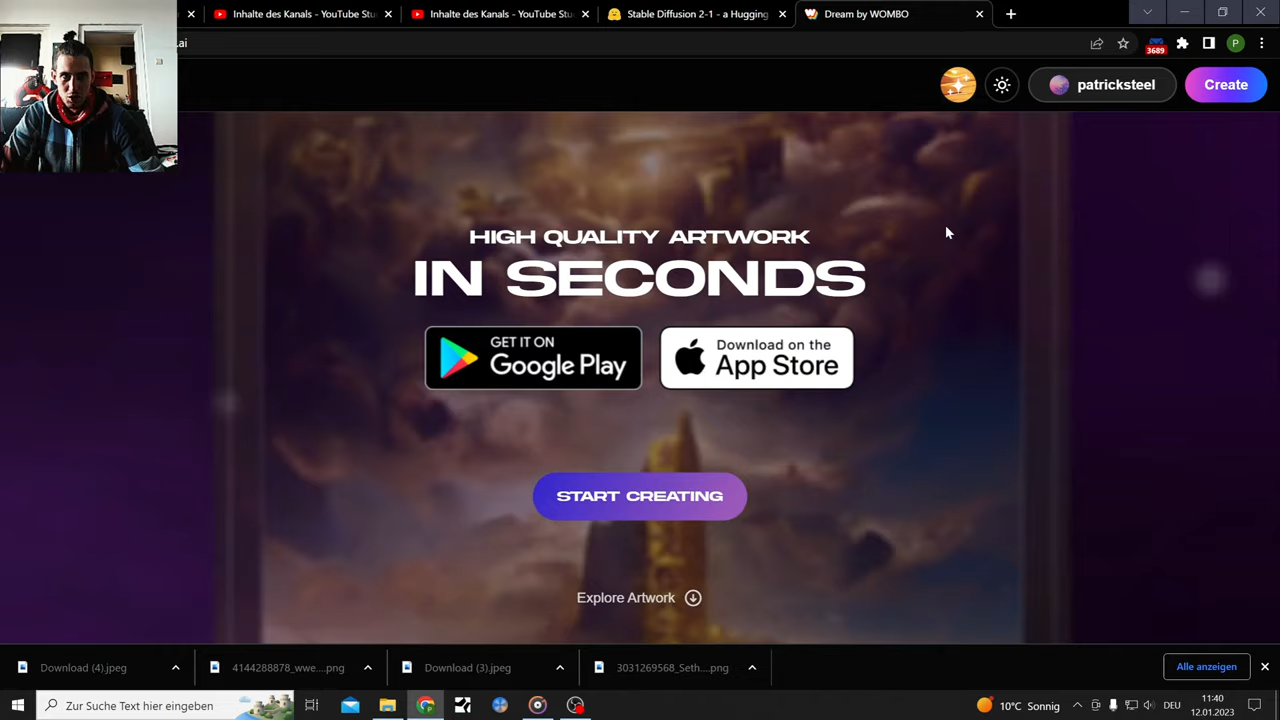 Inhalte des Kanals - YouTube Stu
Inhalte des Kanals - YouTube Stu
Stable Diffusion 2-1 - a Hugging
Dream by WOMBO
.ai
3689
P
patricksteel
Create
HIGH QUALITY ARTWORK
IN SECONDS
GET IT ON
Google Play
Download on the
App Store
START CREATING
Explore Artwork
Download (4).jpeg
4144288878_wwe....png
Download (3).jpeg
3031269568_Seth....png
Alle anzeigen
Zur Suche Text hier eingeben
10°C Sonnig
DEU
11:40
12.01.2023